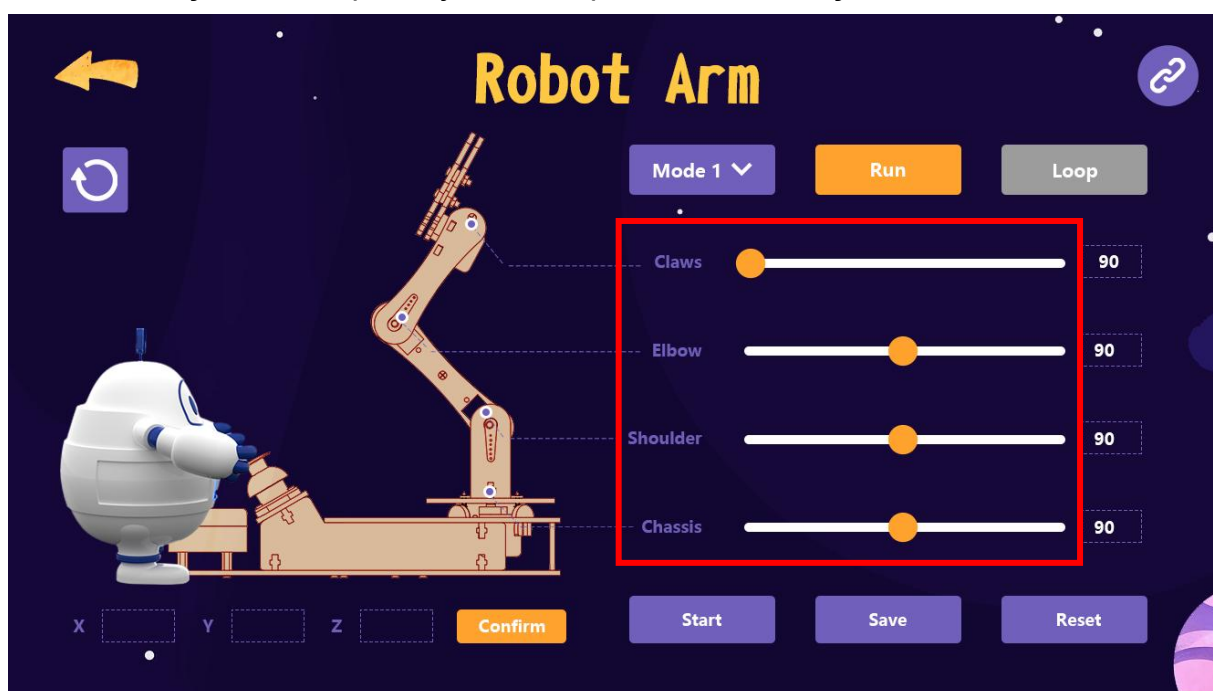 Robot Arm
Mode 1
Run
Loop
Claws
90
Elbow
90
Shoulder
90
Chassis
90
X
Y
Z
Confirm
Start
Save
Reset